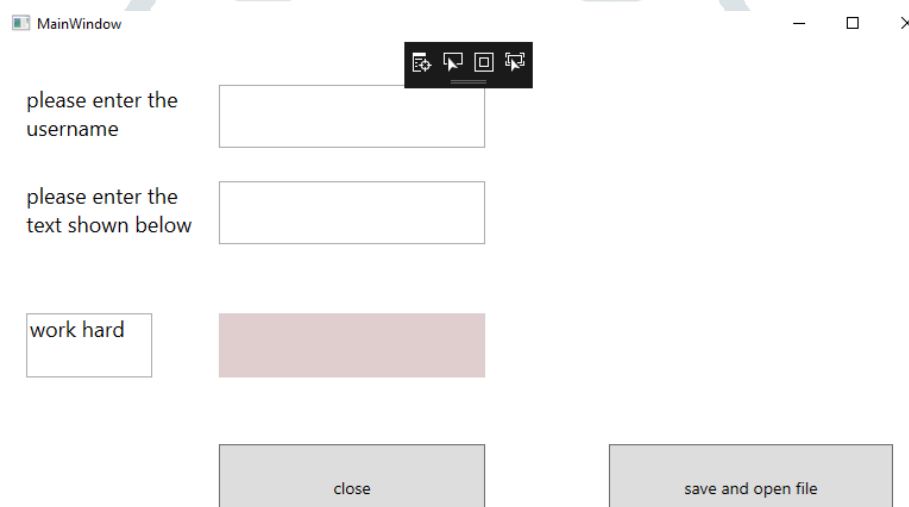 MainWindow
please enter the
username
please enter the
text shown below
work hard
close
save and open file